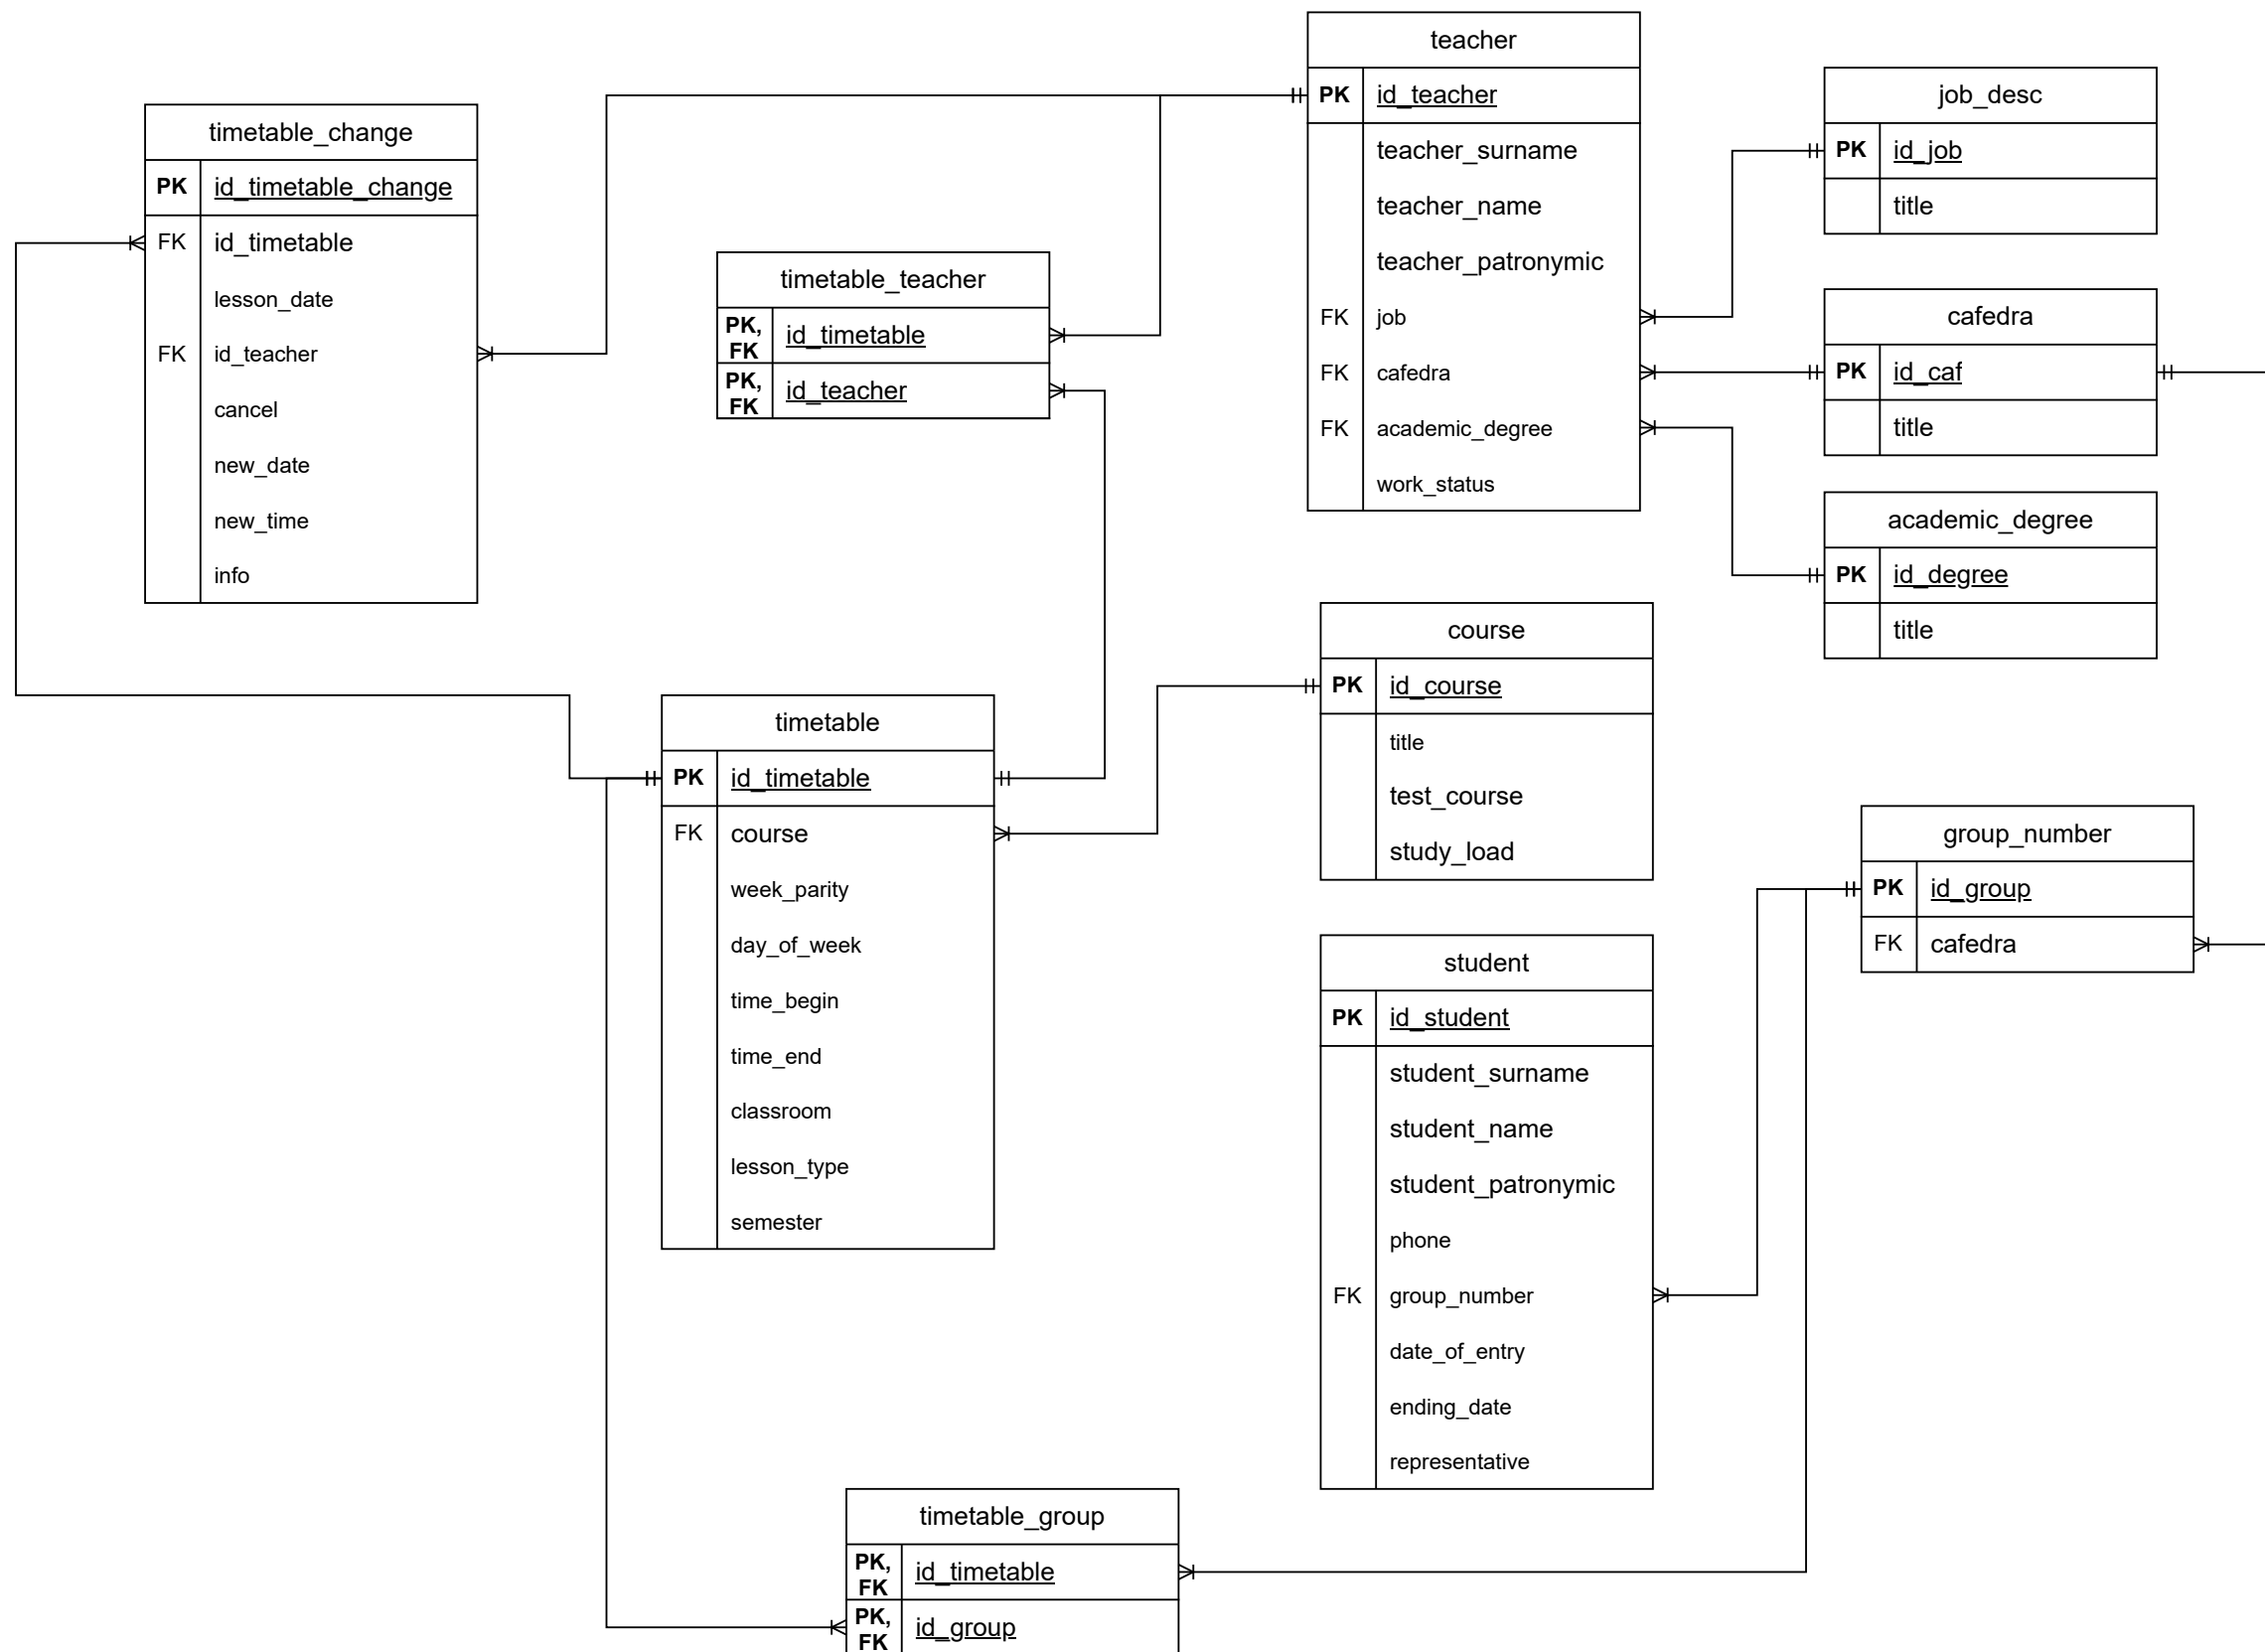 teacher
PK id_teacher
teacher_surname
teacher_name
teacher_patronymic
FK job
FK cafedra
FK academic_degree
work_status
job_desc
PK id_job
title
cafedra
PK id_caf
title
academic_degree
PK id_degree
title
timetable_change
PK id_timetable_change
FK id_timetable
lesson_date
FK id_teacher
cancel
new_date
new_time
info
timetable_teacher
PK,
FK id_timetable
PK,
FK id_teacher
course
PK id_course
title
test_course
study_load
timetable
PK id_timetable
FK course
week_parity
day_of_week
time_begin
time_end
classroom
lesson_type
semester
group_number
PK id_group
FK cafedra
student
PK id_student
student_surname
student_name
student_patronymic
phone
FK group_number
date_of_entry
ending_date
representative
timetable_group
PK,
FK id_timetable
PK,
FK id_group